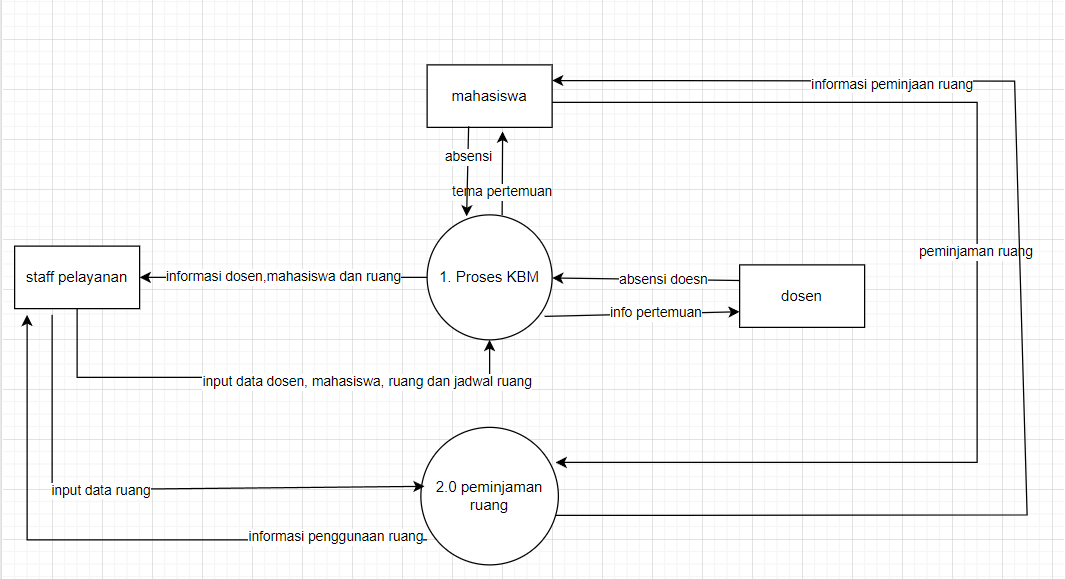 informasi peminjaan ruang
mahasiswa
absensi
tema pertemuan
peminjaman ruang
staff pelayanan
informasi dosen,mahasiswa dan ruang
1. Proses KBM
absensi doesn
dosen
info pertemuan
input data dosen, mahasiswa, ruang dan jadwal ruang
2.0 peminjaman
ruang
input data ruang
informasi penggunaan ruang